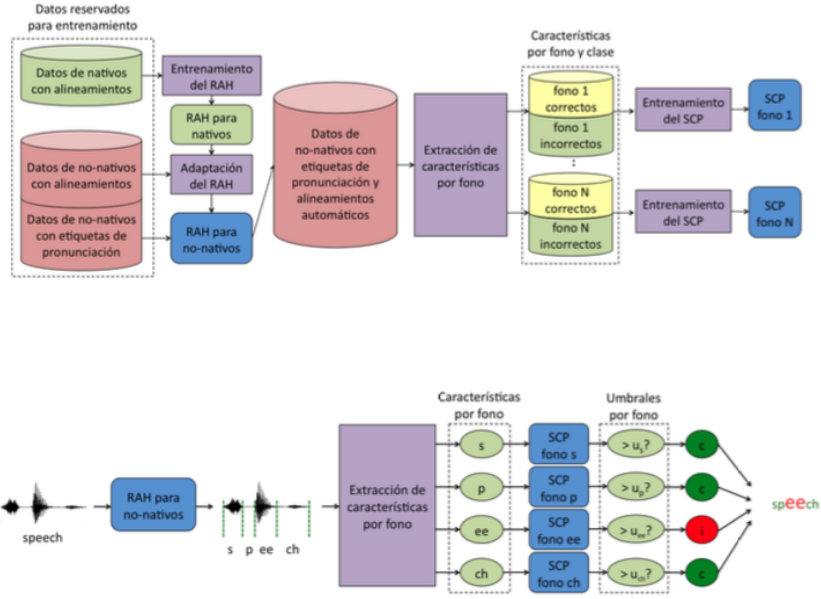 Datos reservados
para entrenamiento
Datos de nativos
con alineamientos
Entrenamiento
del RAH
RAH para
nativos
Datos de no-nativos
con alineamientos
Adaptación
del RAH
Datos de no-nativos
con etiquetas de
pronunciación
RAH para
no-nativos
Datos de
no-nativos con
etiquetas de
pronunciación y
alineamientos
automáticos
Extracción de
características
por fono
Características
por fono y clase
fono 1
correctos
fono 1
incorrectos
:
fono N
correctos
fono N
incorrectos
Entrenamiento
del SCP
SCP
fono 1
Entrenamiento
del SCP
SCP
fono N
speech
RAH para
no-nativos
s p ee ch
Extracción de
características
por fono
Características
por fono
s
p
ee
ch
SCP
fono s
SCP
fono p
SCP
fono ee
SCP
fono ch
Umbrales
por fono
> us?
> up?
> uee?
> uch?
c
c
i
c
speech